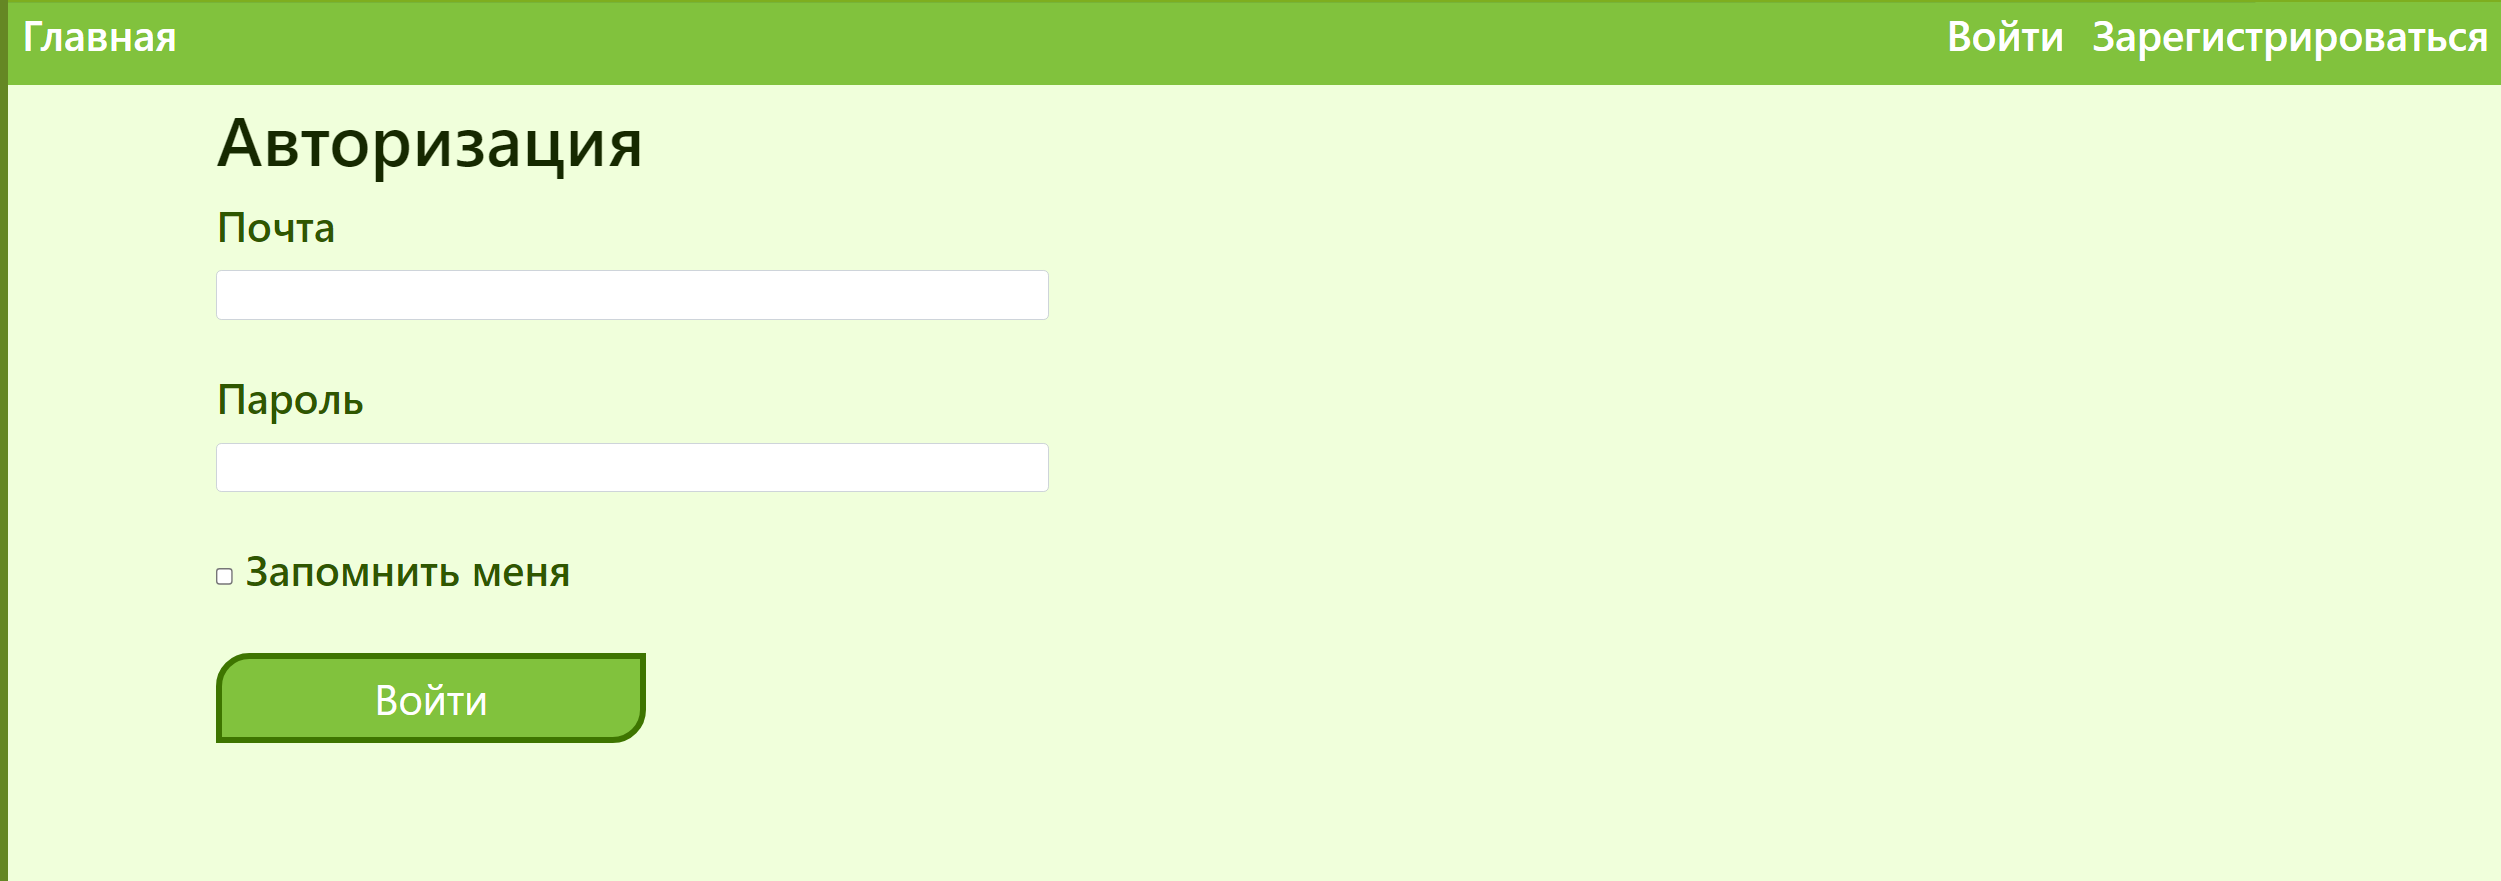 Главная Войти Зарегистрироваться
Авторизация
Почта
Пароль
Запомнить меня
Войти